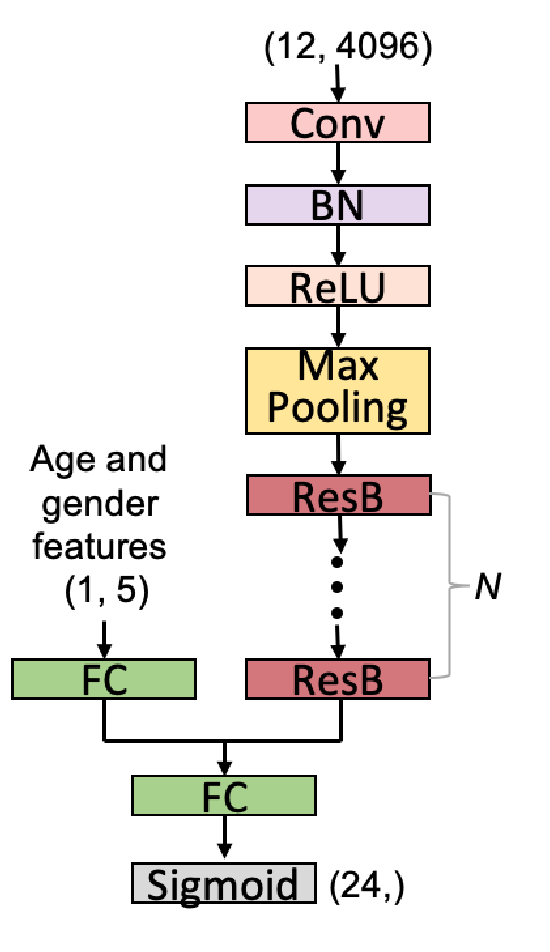 (12, 4096)
Conv
BN
ReLU
Max
Pooling
ResB
N
ResB
Age and
gender
features
(1, 5)
FC
FC
Sigmoid (24,)